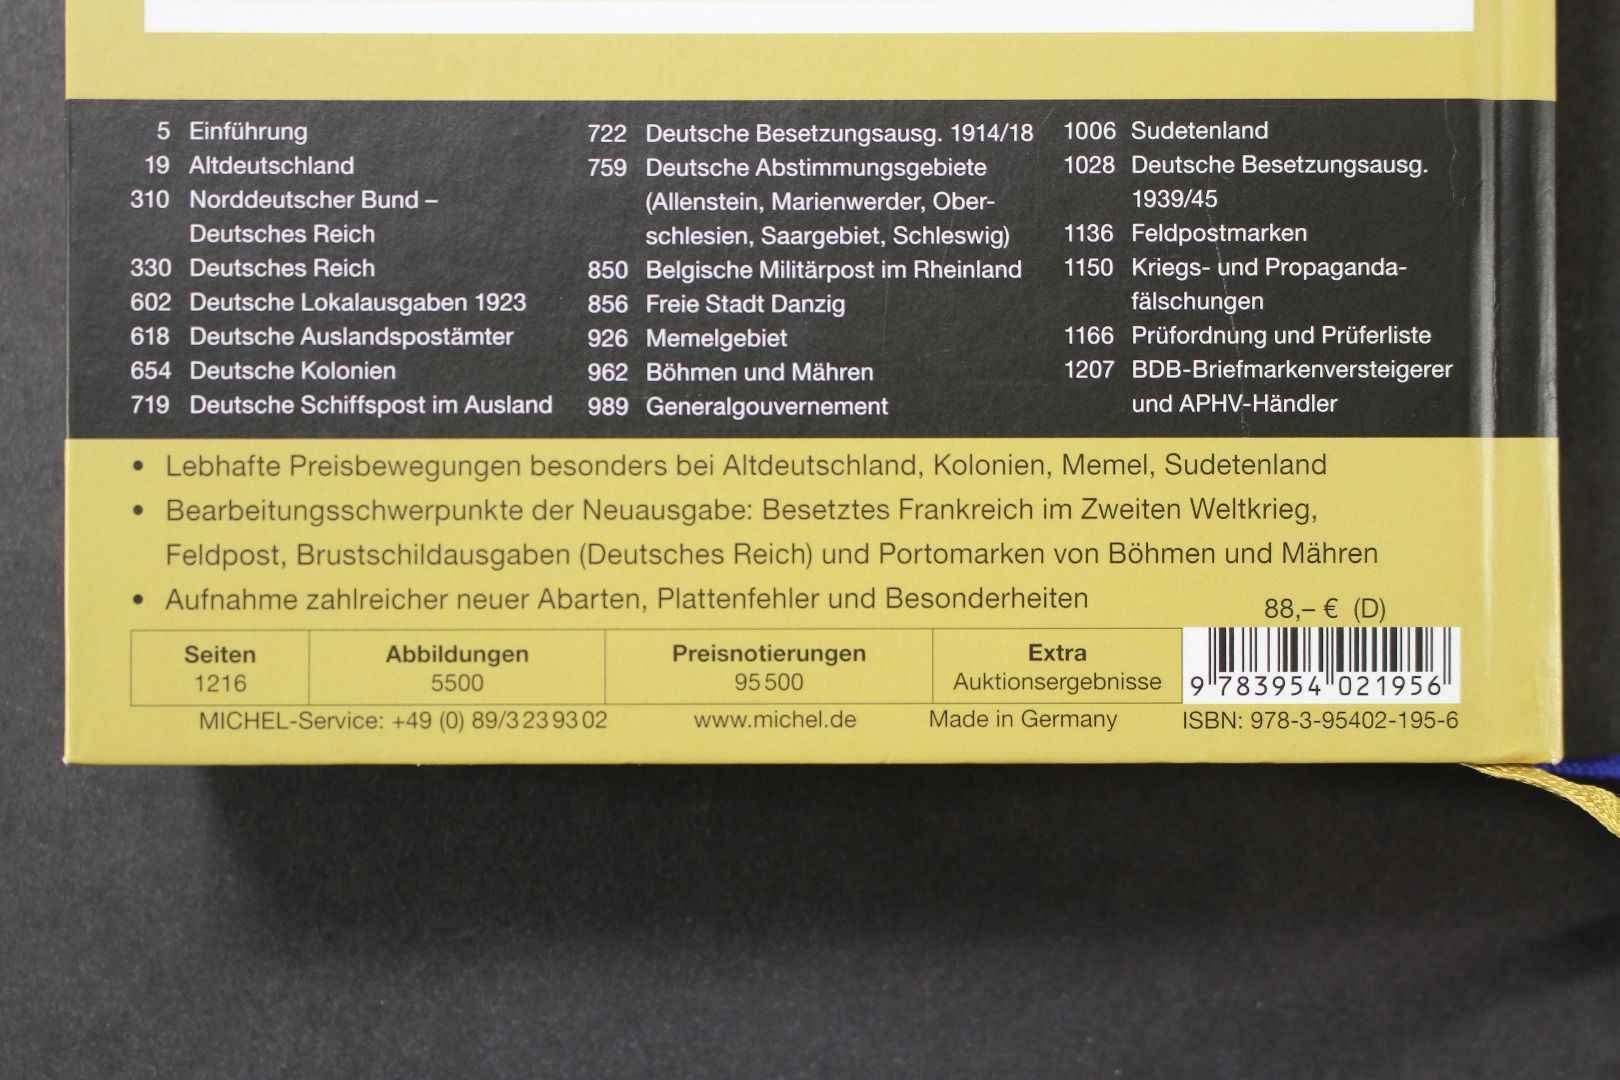 5 Einführung
19 Altdeutschland
310 Norddeutscher Bund –
Deutsches Reich
330 Deutsches Reich
602 Deutsche Lokalausgaben 1923
618 Deutsche Auslandspostämter
654 Deutsche Kolonien
719 Deutsche Schiffspost im Ausland
722 Deutsche Besetzungsausg. 1914/18
759 Deutsche Abstimmungsgebiete
(Allenstein, Marienwerder, Ober-
schlesien, Saargebiet, Schleswig)
850 Belgische Militärpost im Rheinland
856 Freie Stadt Danzig
926 Memelgebiet
962 Böhmen und Mähren
989 Generalgouvernement
1006 Sudetenland
1028 Deutsche Besetzungsausg.
1939/45
1136 Feldpostmarken
1150 Kriegs- und Propaganda-
fälschungen
1166 Prüfordnung und Prüferliste
1207 BDB-Briefmarkenversteigerer
und APHV-Händler
• Lebhafte Preisbewegungen besonders bei Altdeutschland, Kolonien, Memel, Sudetenland
• Bearbeitungsschwerpunkte der Neuausgabe: Besetztes Frankreich im Zweiten Weltkrieg,
Feldpost, Brustschildausgaben (Deutsches Reich) und Portomarken von Böhmen und Mähren
• Aufnahme zahlreicher neuer Abarten, Plattenfehler und Besonderheiten
88,– € (D)
Seiten Abbildungen Preisnotierungen Extra
1216 5500 95 500 Auktionsergebnisse
9 783954 021956
MICHEL-Service: +49 (0) 89/3 23 93 02 www.michel.de Made in Germany ISBN: 978-3-95402-195-6